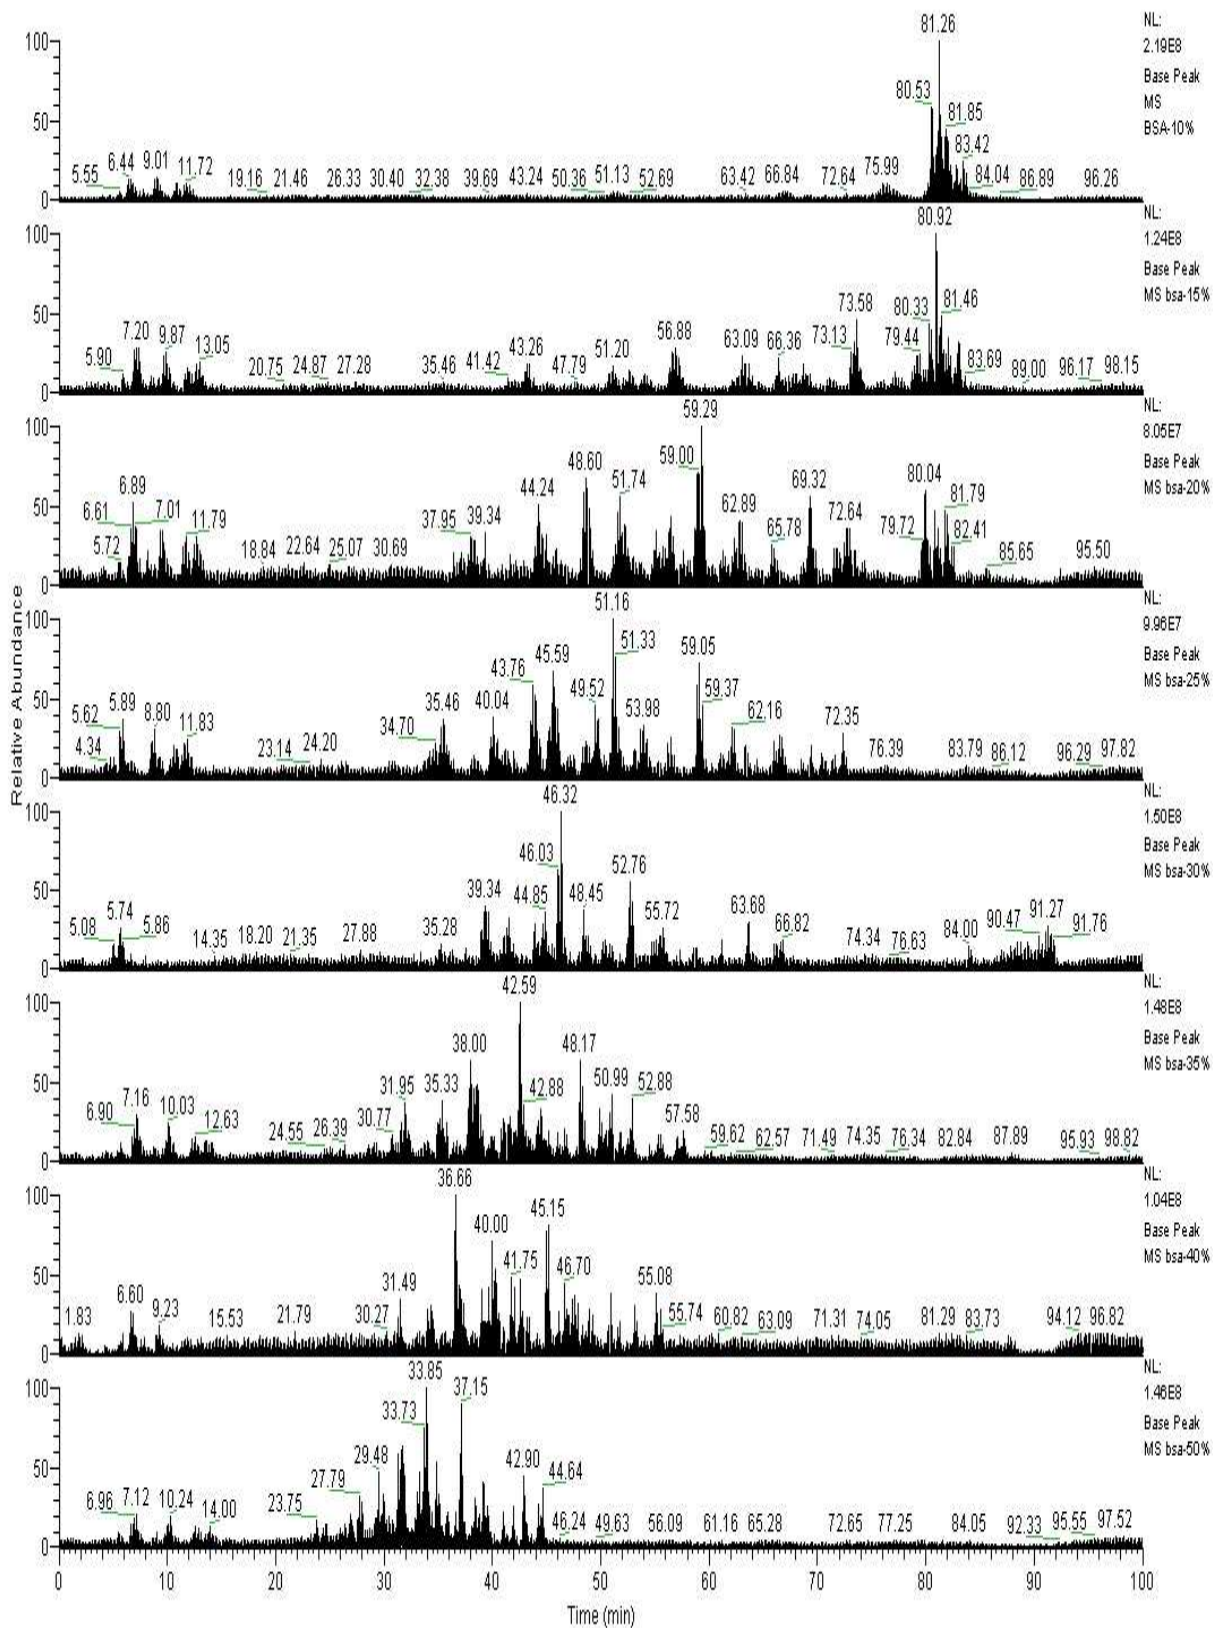 NL:
2.19E8
Base Peak
MS
BSA-10%
100
50
0
5.55 6.44 9.01 11.72 19.16 21.46 26.33 30.40 32.38 39.69 43.24 50.36 51.13 52.69 63.42 66.84 72.64 75.99 80.53 81.26 81.85 83.42 84.04 86.89 96.26
NL:
1.24E8
Base Peak
MS bsa-15%
100
50
0
5.90 7.20 9.87 13.05 20.75 24.87 27.28 35.46 41.42 43.26 47.79 51.20 56.88 63.09 66.36 73.13 73.58 79.44 80.33 80.92 81.46 83.69 89.00 96.17 98.15
NL:
8.05E7
Base Peak
MS bsa-20%
100
50
0
5.72 6.61 6.89 7.01 11.79 18.84 22.64 25.07 30.69 37.95 39.34 44.24 48.60 51.74 59.00 59.29 62.89 65.78 69.32 72.64 79.72 80.04 81.79 82.41 85.65 95.50
NL:
9.96E7
Base Peak
MS bsa-25%
100
50
0
4.34 5.62 5.89 8.80 11.83 23.14 24.20 34.70 35.46 40.04 43.76 45.59 49.52 51.16 51.33 53.98 59.05 59.37 62.16 72.35 76.39 83.79 86.12 96.29 97.82
Relative Abundance
NL:
1.50E8
Base Peak
MS bsa-30%
100
50
0
5.08 5.74 5.86 14.35 18.20 21.35 27.88 35.28 39.34 44.85 46.03 46.32 48.45 52.76 55.72 63.68 66.82 74.34 76.63 84.00 90.47 91.27 91.76
NL:
1.48E8
Base Peak
MS bsa-35%
100
50
0
6.90 7.16 10.03 12.63 24.55 26.39 30.77 31.95 35.33 38.00 42.59 42.88 48.17 50.99 52.88 57.58 59.62 62.57 71.49 74.35 76.34 82.84 87.89 95.93 98.82
NL:
1.04E8
Base Peak
MS bsa-40%
100
50
0
1.83 6.60 9.23 15.53 21.79 30.27 31.49 36.66 40.00 41.75 45.15 46.70 55.08 55.74 60.82 63.09 71.31 74.05 81.29 83.73 94.12 96.82
NL:
1.46E8
Base Peak
MS bsa-50%
100
50
0
6.96 7.12 10.24 14.00 23.75 27.79 29.48 33.73 33.85 37.15 42.90 44.64 46.24 49.63 56.09 61.16 65.28 72.65 77.25 84.05 92.33 95.55 97.52
0 10 20 30 40 50 60 70 80 90 100
Time (min)